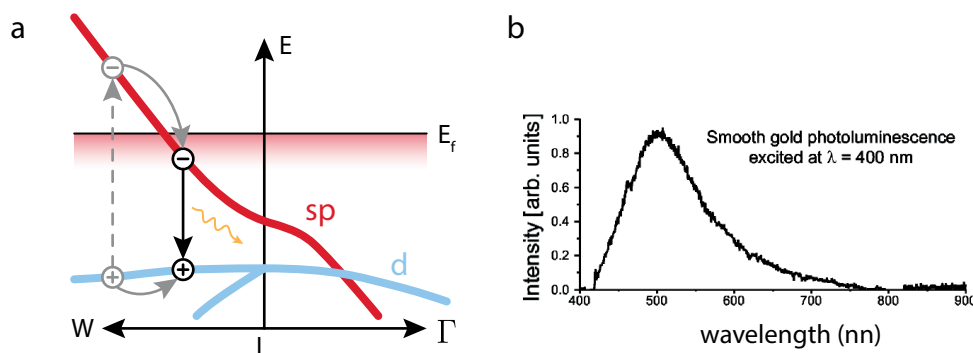 a
E
E_f
sp
d
W
L
Γ
b
Smooth gold photoluminescence
excited at λ = 400 nm
Intensity [arb. units]
1.0
0.8
0.6
0.4
0.2
0.0
400 500 600 700 800 900
wavelength (nn)